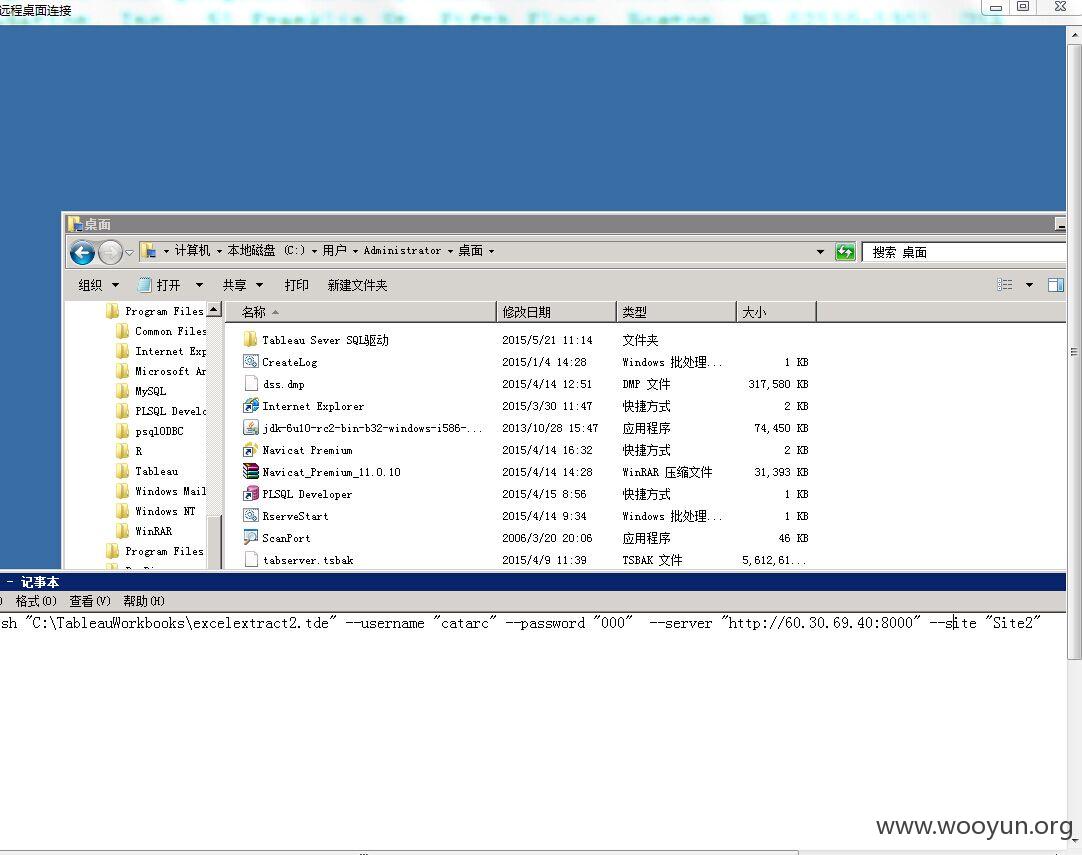 远程桌面连接
桌面
计算机 本地磁盘 (C:) 用户 Administrator 桌面
搜索 桌面
组织 打开 共享 打印 新建文件夹
名称 修改日期 类型 大小
Program Files
Common Files
Internet Exp
Microsoft An
MySQL
PLSQL Develo
psqlODBC
R
Tableau
Windows Mail
Windows NT
WinRAR
Program Files
Tableau Sever SQL驱动 2015/5/21 11:14 文件夹
CreateLog 2015/1/4 14:28 Windows 批处理... 1 KB
dss.dmp 2015/4/14 12:51 DMP 文件 317,580 KB
Internet Explorer 2015/3/30 11:47 快捷方式 2 KB
jdk-6u10-rc2-bin-b32-windows-i586-... 2013/10/28 15:47 应用程序 74,450 KB
Navicat Premium 2015/4/14 16:32 快捷方式 2 KB
Navicat_Premium_11.0.10 2015/4/14 14:28 WinRAR 压缩文件 31,393 KB
PLSQL Developer 2015/4/15 8:56 快捷方式 1 KB
RserveStart 2015/4/14 9:34 Windows 批处理... 1 KB
ScanPort 2006/3/20 20:06 应用程序 46 KB
tabserver.tsbak 2015/4/9 11:39 TSBAK 文件 5,612,61...
- 记事本
) 格式(O) 查看(V) 帮助(H)
sh "C:\TableauWorkbooks\excelextract2.tde" --username "catarc" --password "000" --server "http://60.30.69.40:8000" --site "Site2"
www.wooyun.org